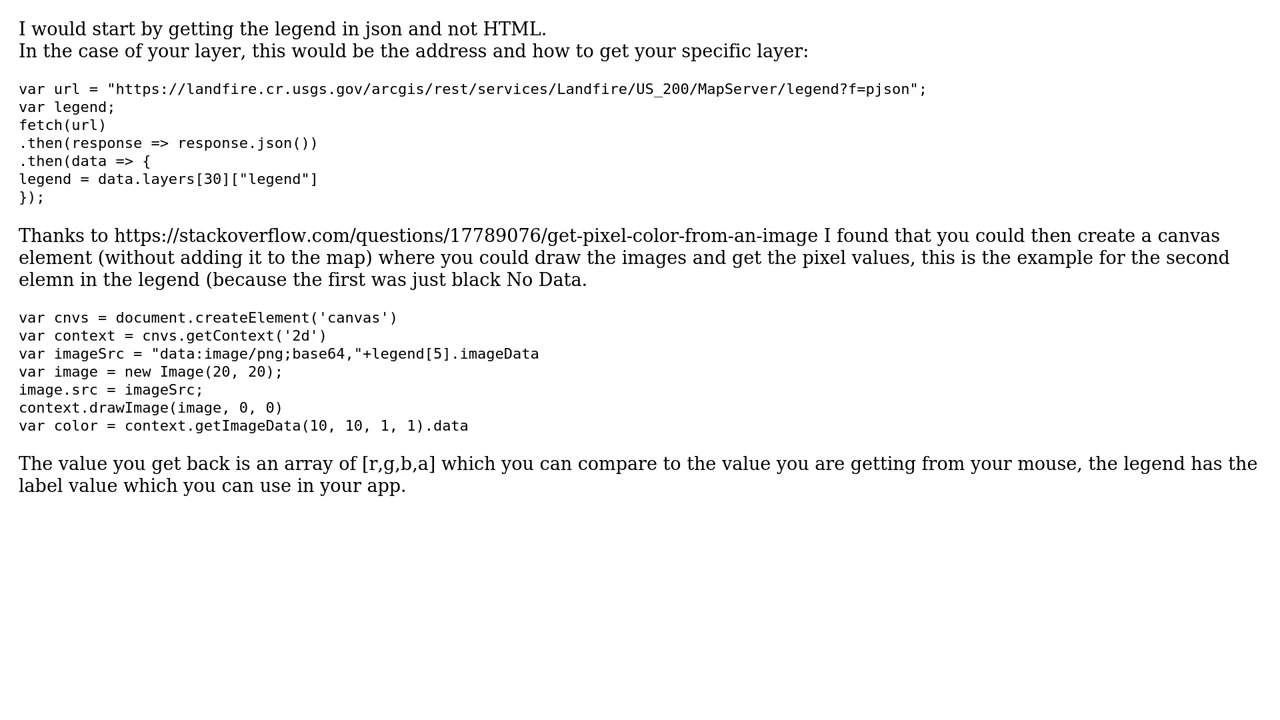 I would start by getting the legend in json and not HTML.
In the case of your layer, this would be the address and how to get your specific layer:
var url = "https://landfire.cr.usgs.gov/arcgis/rest/services/Landfire/US_200/MapServer/legend?f=pjson";
var legend;
fetch(url)
.then(response => response.json())
.then(data => {
legend = data.layers[30]["legend"]
});
Thanks to https://stackoverflow.com/questions/17789076/get-pixel-color-from-an-image I found that you could then create a canvas
element (without adding it to the map) where you could draw the images and get the pixel values, this is the example for the second
elemn in the legend (because the first was just black No Data.
var cnvs = document.createElement('canvas')
var context = cnvs.getContext('2d')
var imageSrc = "data:image/png;base64,"+legend[5].imageData
var image = new Image(20, 20);
image.src = imageSrc;
context.drawImage(image, 0, 0)
var color = context.getImageData(10, 10, 1, 1).data
The value you get back is an array of [r,g,b,a] which you can compare to the value you are getting from your mouse, the legend has the
label value which you can use in your app.